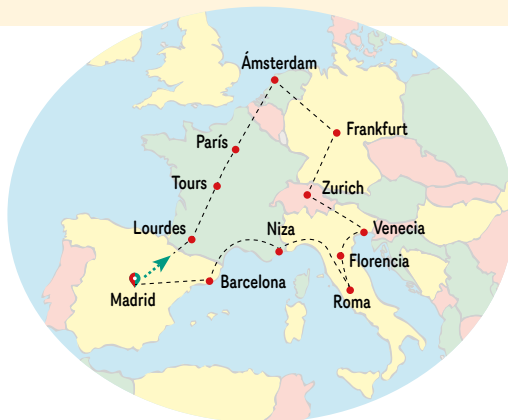 Ámsterdam
Frankfurt
París
Tours
Zurich
Lourdes
Niza
Venecia
Florencia
Madrid
Barcelona
Roma